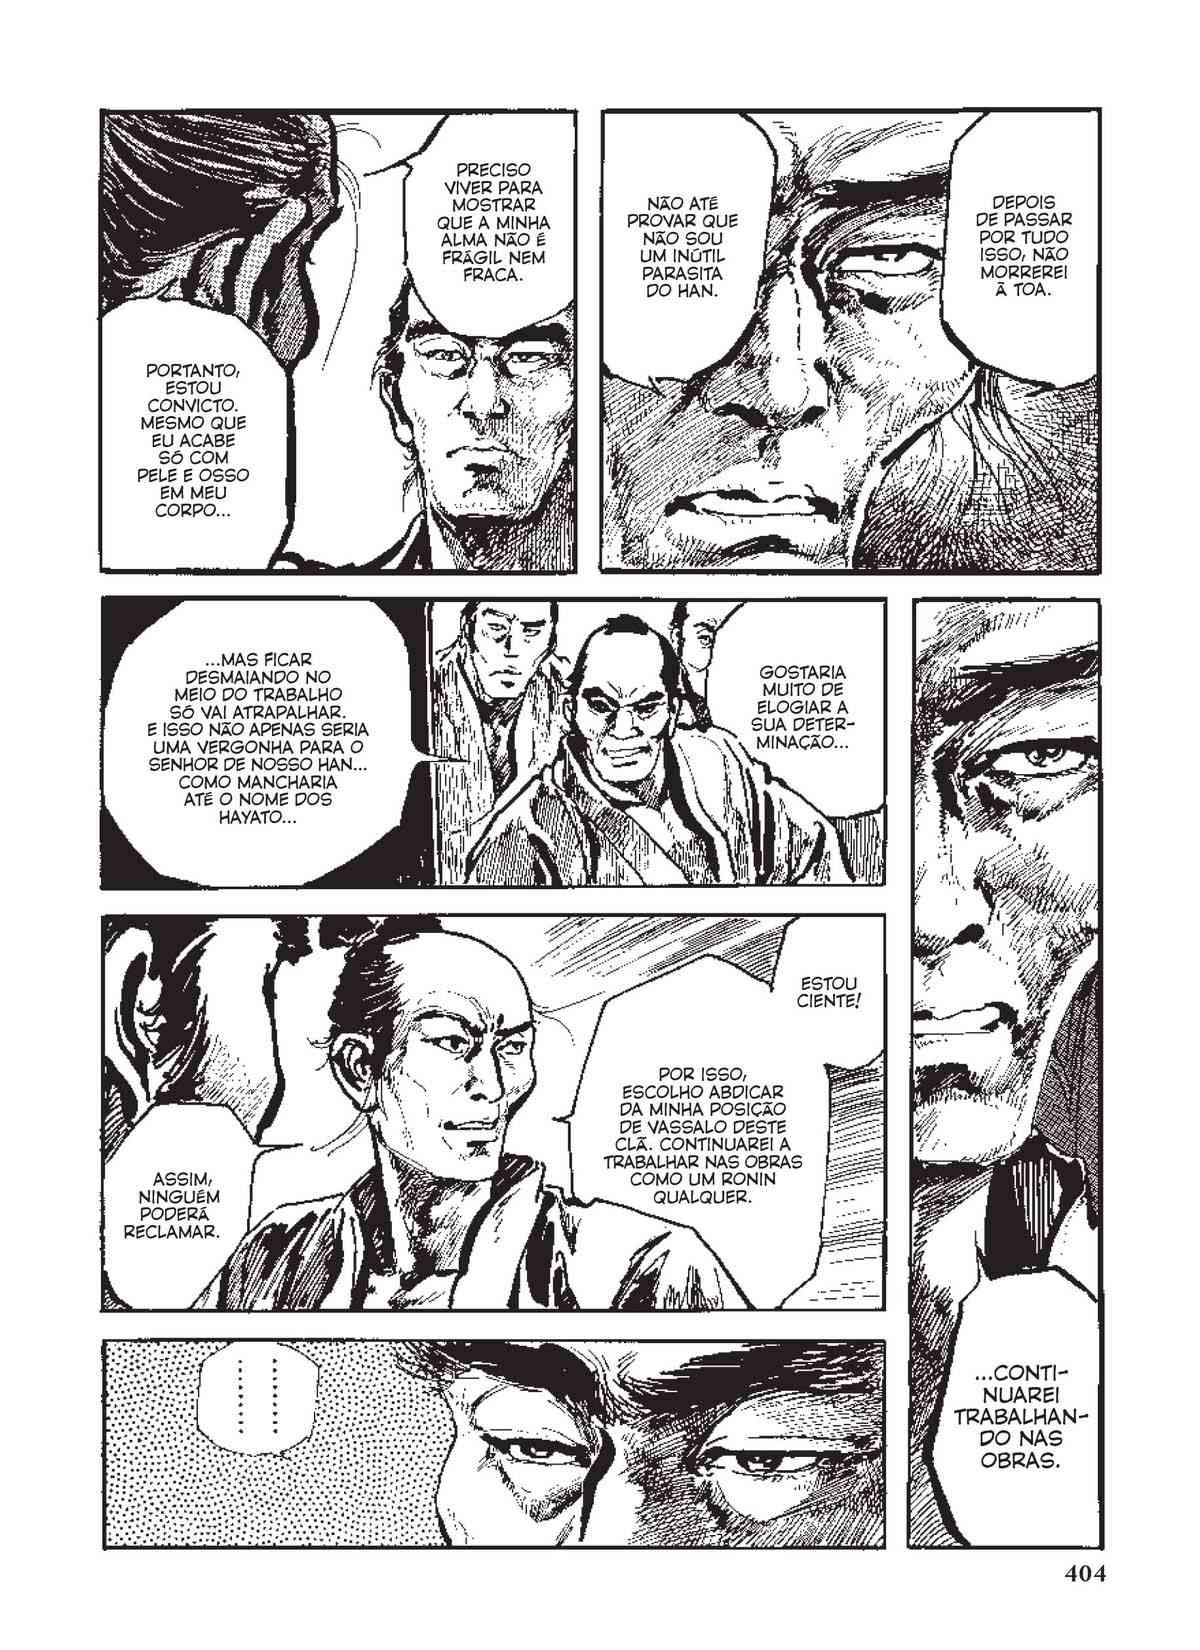 DEPOIS
DE PASSAR
POR TUDO
ISSO, NÃO
MORREREI
À TOA.
NÃO ATÉ
PROVAR QUE
NÃO SOU
UM INÚTIL
PARASITA
DO HAN.
PRECISO
VIVER PARA
MOSTRAR
QUE A MINHA
ALMA NÃO É
FRÁGIL NEM
FRACA.
PORTANTO,
ESTOU
CONVICTO.
MESMO QUE
EU ACABE
SÓ COM
PELE E OSSO
EM MEU
CORPO...
...CONTI-
NUAREI
TRABALHAN-
DO NAS
OBRAS.
GOSTARIA
MUITO DE
ELOGIAR A
SUA DETER-
MINAÇÃO...
...MAS FICAR
DESMAIANDO NO
MEIO DO TRABALHO
SÓ VAI ATRAPALHAR.
E ISSO NÃO APENAS SERIA
UMA VERGONHA PARA O
SENHOR DE NOSSO HAN...
COMO MANCHARIA
ATÉ O NOME DOS
HAYATO...
ESTOU
CIENTE!
POR ISSO,
ESCOLHO ABDICAR
DA MINHA POSIÇÃO
DE VASSALO DESTE
CLÃ. CONTINUAREI A
TRABALHAR NAS OBRAS
COMO UM RONIN
QUALQUER.
ASSIM,
NINGUÉM
PODERÁ
RECLAMAR.
404